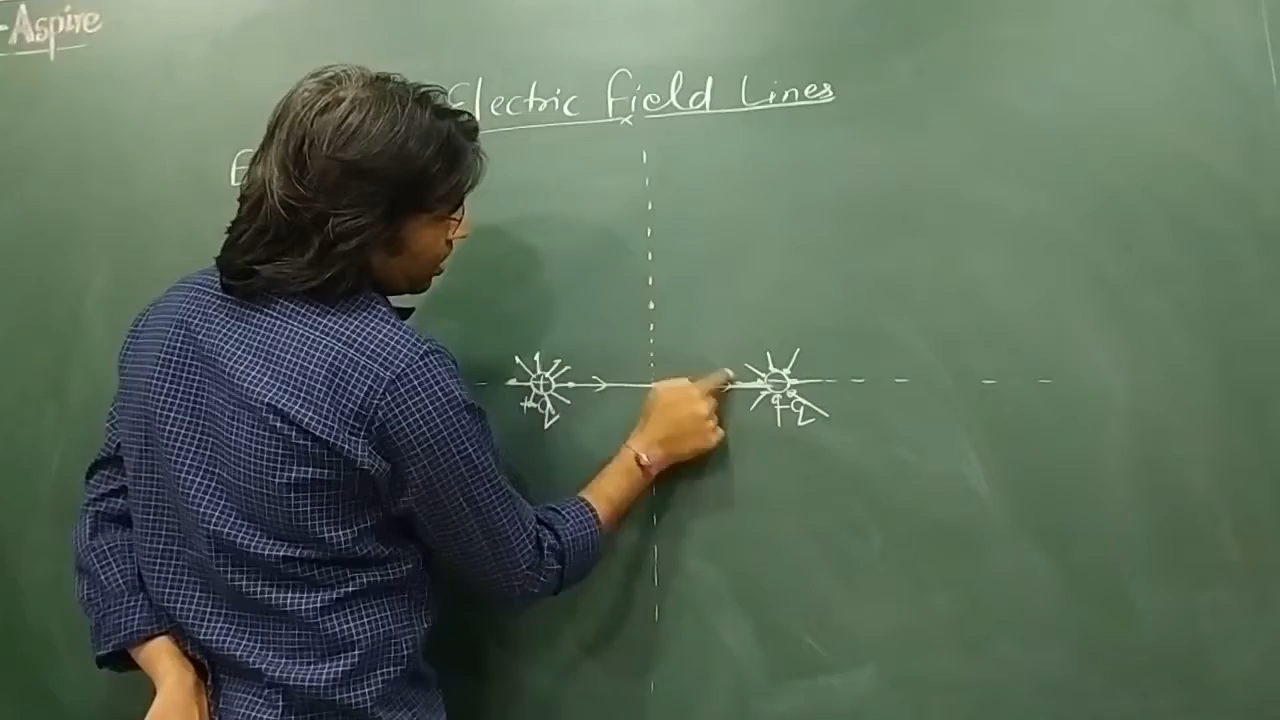 -Aspire
Electric Field Lines
E
+q -q